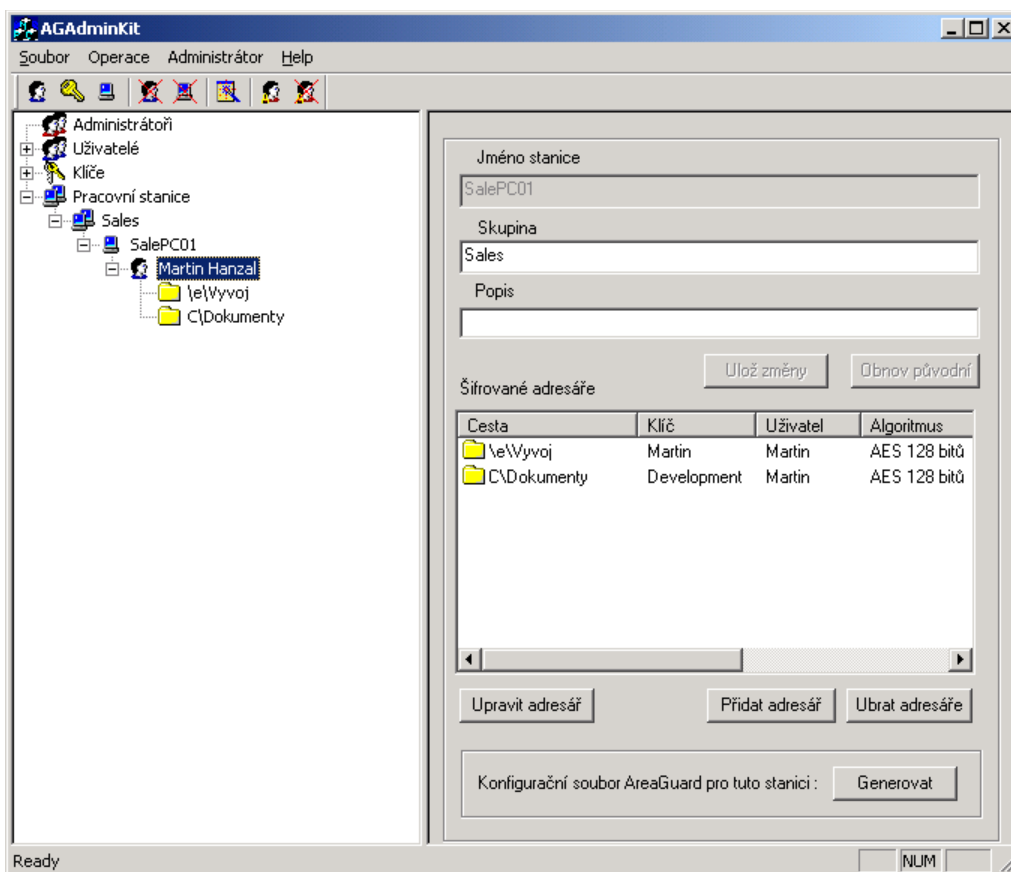 AGAdminKit
Soubor Operace Administrátor Help
Administrátoři
Uživatelé
Klíče
Pracovní stanice
Sales
SalePC01
Martin Hanzal
\e\Vyvoj
C\Dokumenty
Jméno stanice
SalePC01
Skupina
Sales
Popis
Ulož změny Obnov původní
Šifrované adresáře
Cesta Klíč Uživatel Algoritmus
\e\Vyvoj Martin Martin AES 128 bitů
C\Dokumenty Development Martin AES 128 bitů
Upravit adresář Přidat adresář Ubrat adresáře
Konfigurační soubor AreaGuard pro tuto stanici : Generovat
Ready NUM